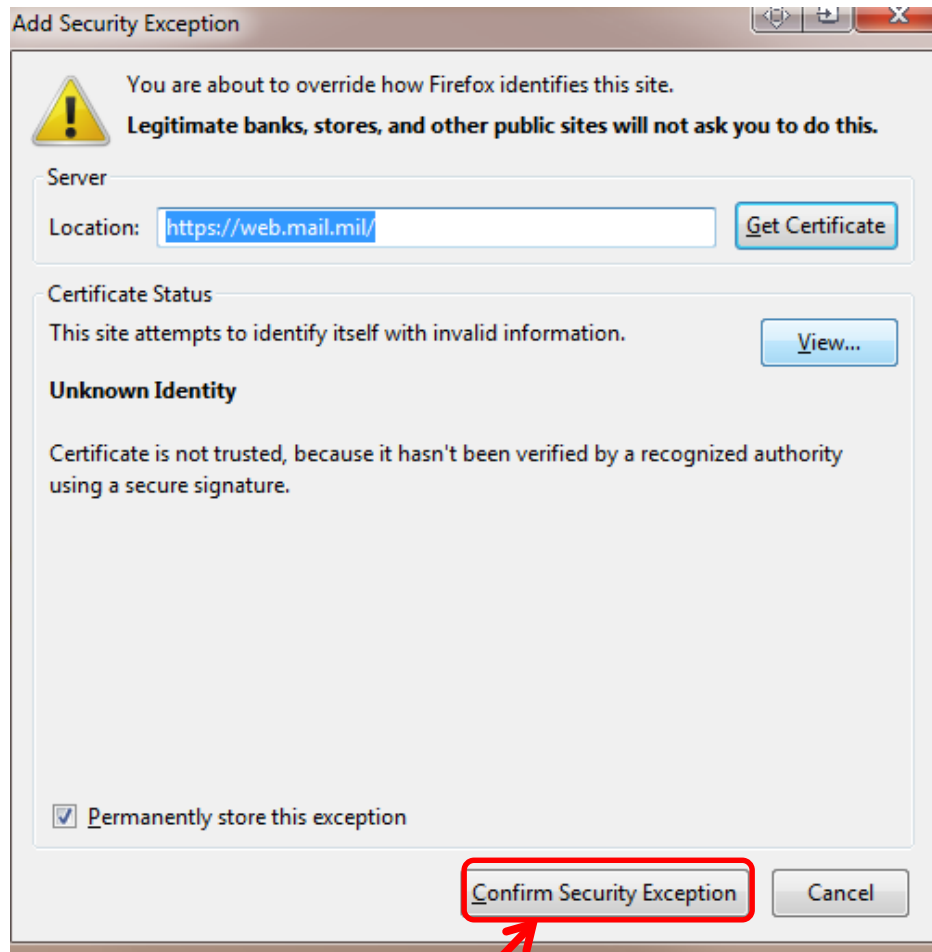 Add Security Exception
You are about to override how Firefox identifies this site.
Legitimate banks, stores, and other public sites will not ask you to do this.
Server
Location: https://web.mail.mil/ Get Certificate
Certificate Status
This site attempts to identify itself with invalid information. View...
Unknown Identity
Certificate is not trusted, because it hasn't been verified by a recognized authority
using a secure signature.
Permanently store this exception
Confirm Security Exception Cancel